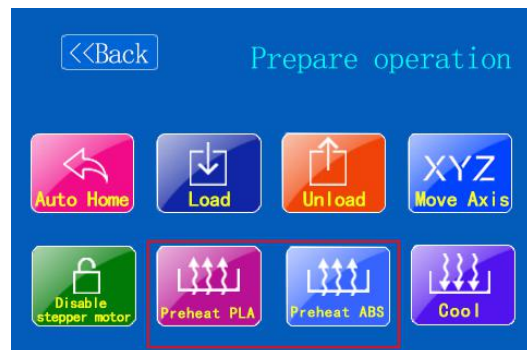 <<Back
Prepare operation
Auto Home
Load
Unload
XYZ
Move Axis
Disable
stepper motor
Preheat PLA
Preheat ABS
Cool